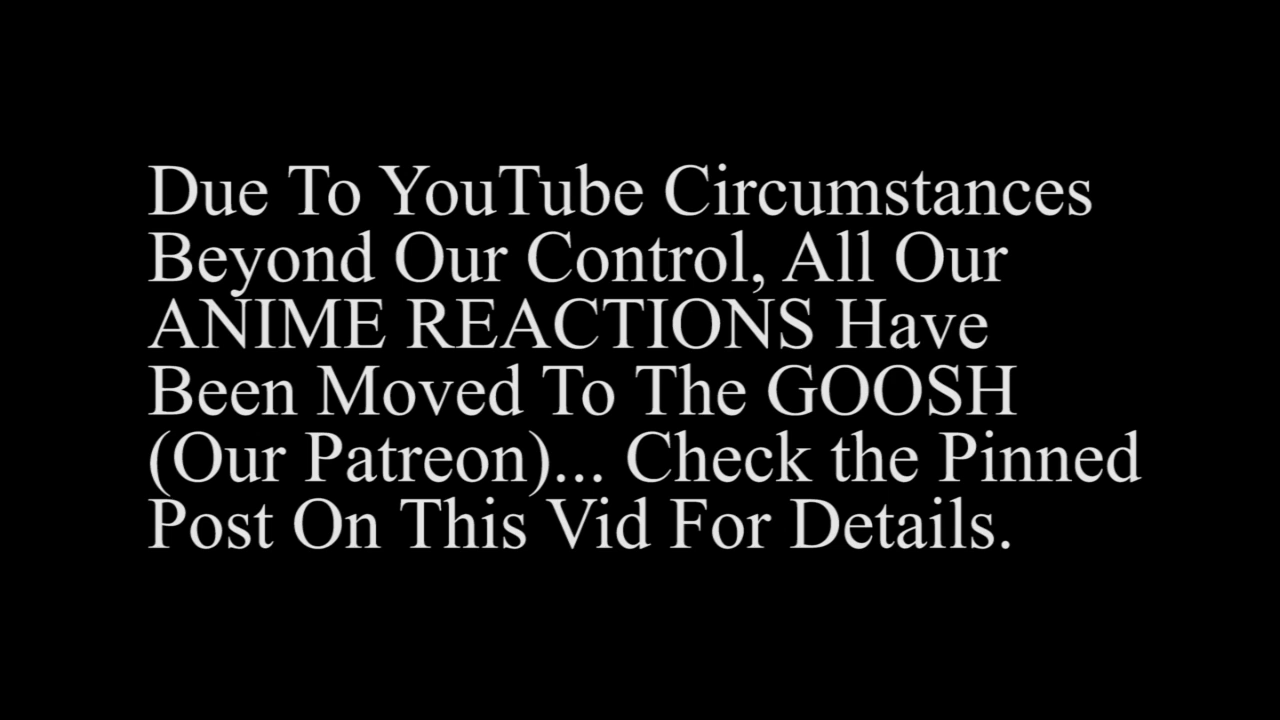 Due To YouTube Circumstances
Beyond Our Control, All Our
ANIME REACTIONS Have
Been Moved To The GOOSH
(Our Patreon)... Check the Pinned
Post On This Vid For Details.